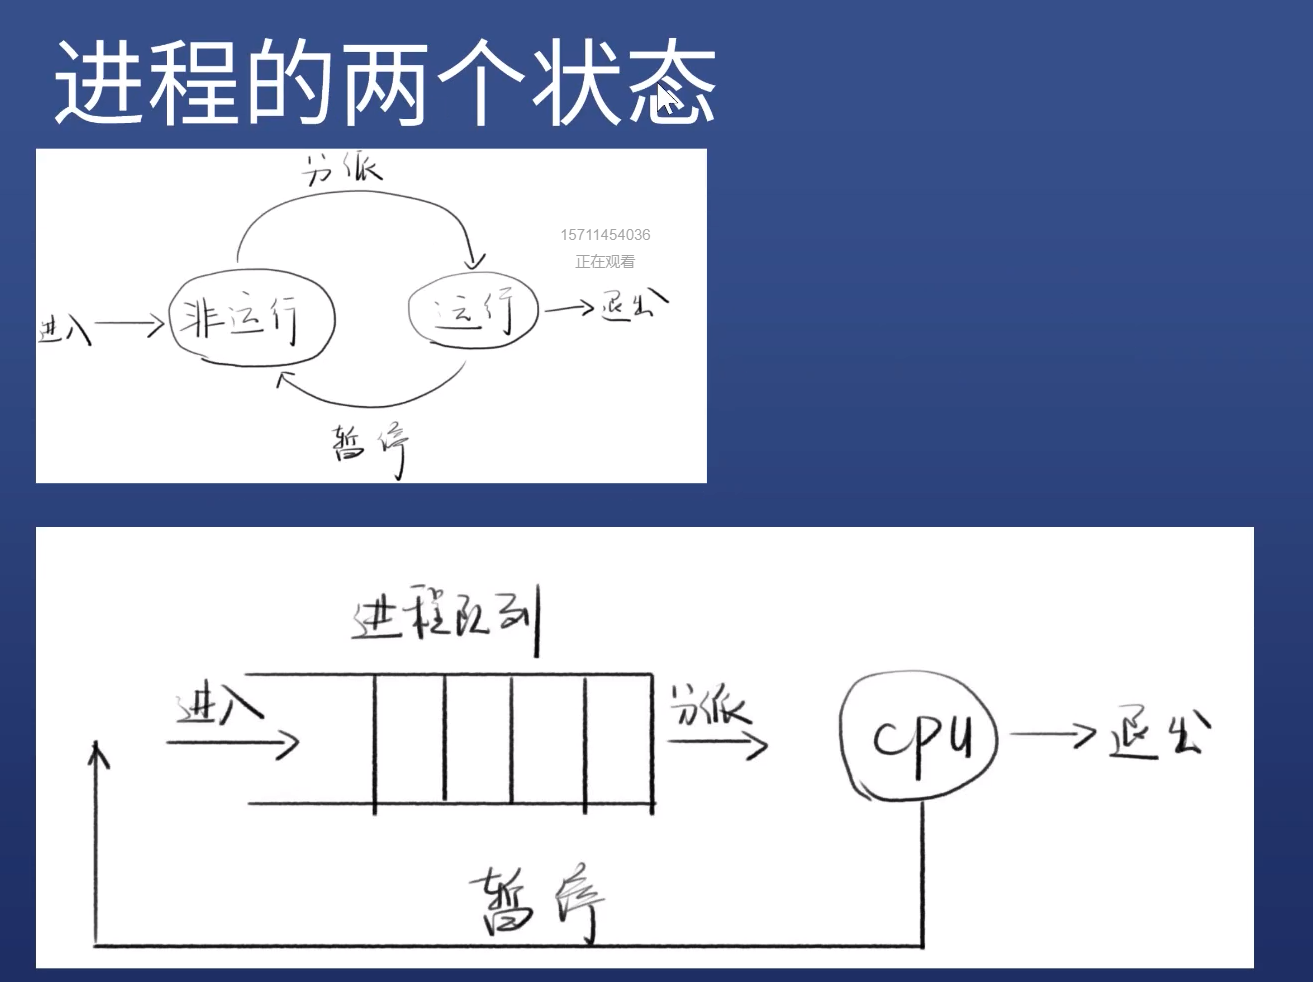 进程的两个状态
分派
15711454036
正在观看
进入
非运行
运行
退出
暂停
进程队列
进入
分派
CPU
退出
暂停